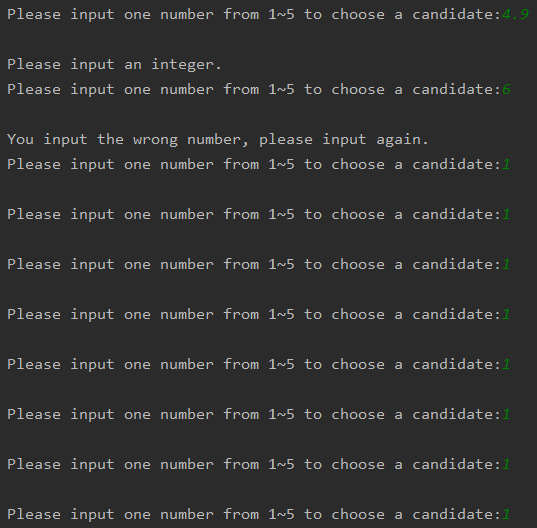 Please input one number from 1~5 to choose a candidate:4.9
Please input an integer.
Please input one number from 1~5 to choose a candidate:6
You input the wrong number, please input again.
Please input one number from 1~5 to choose a candidate:1
Please input one number from 1~5 to choose a candidate:1
Please input one number from 1~5 to choose a candidate:1
Please input one number from 1~5 to choose a candidate:1
Please input one number from 1~5 to choose a candidate:1
Please input one number from 1~5 to choose a candidate:1
Please input one number from 1~5 to choose a candidate:1
Please input one number from 1~5 to choose a candidate:1